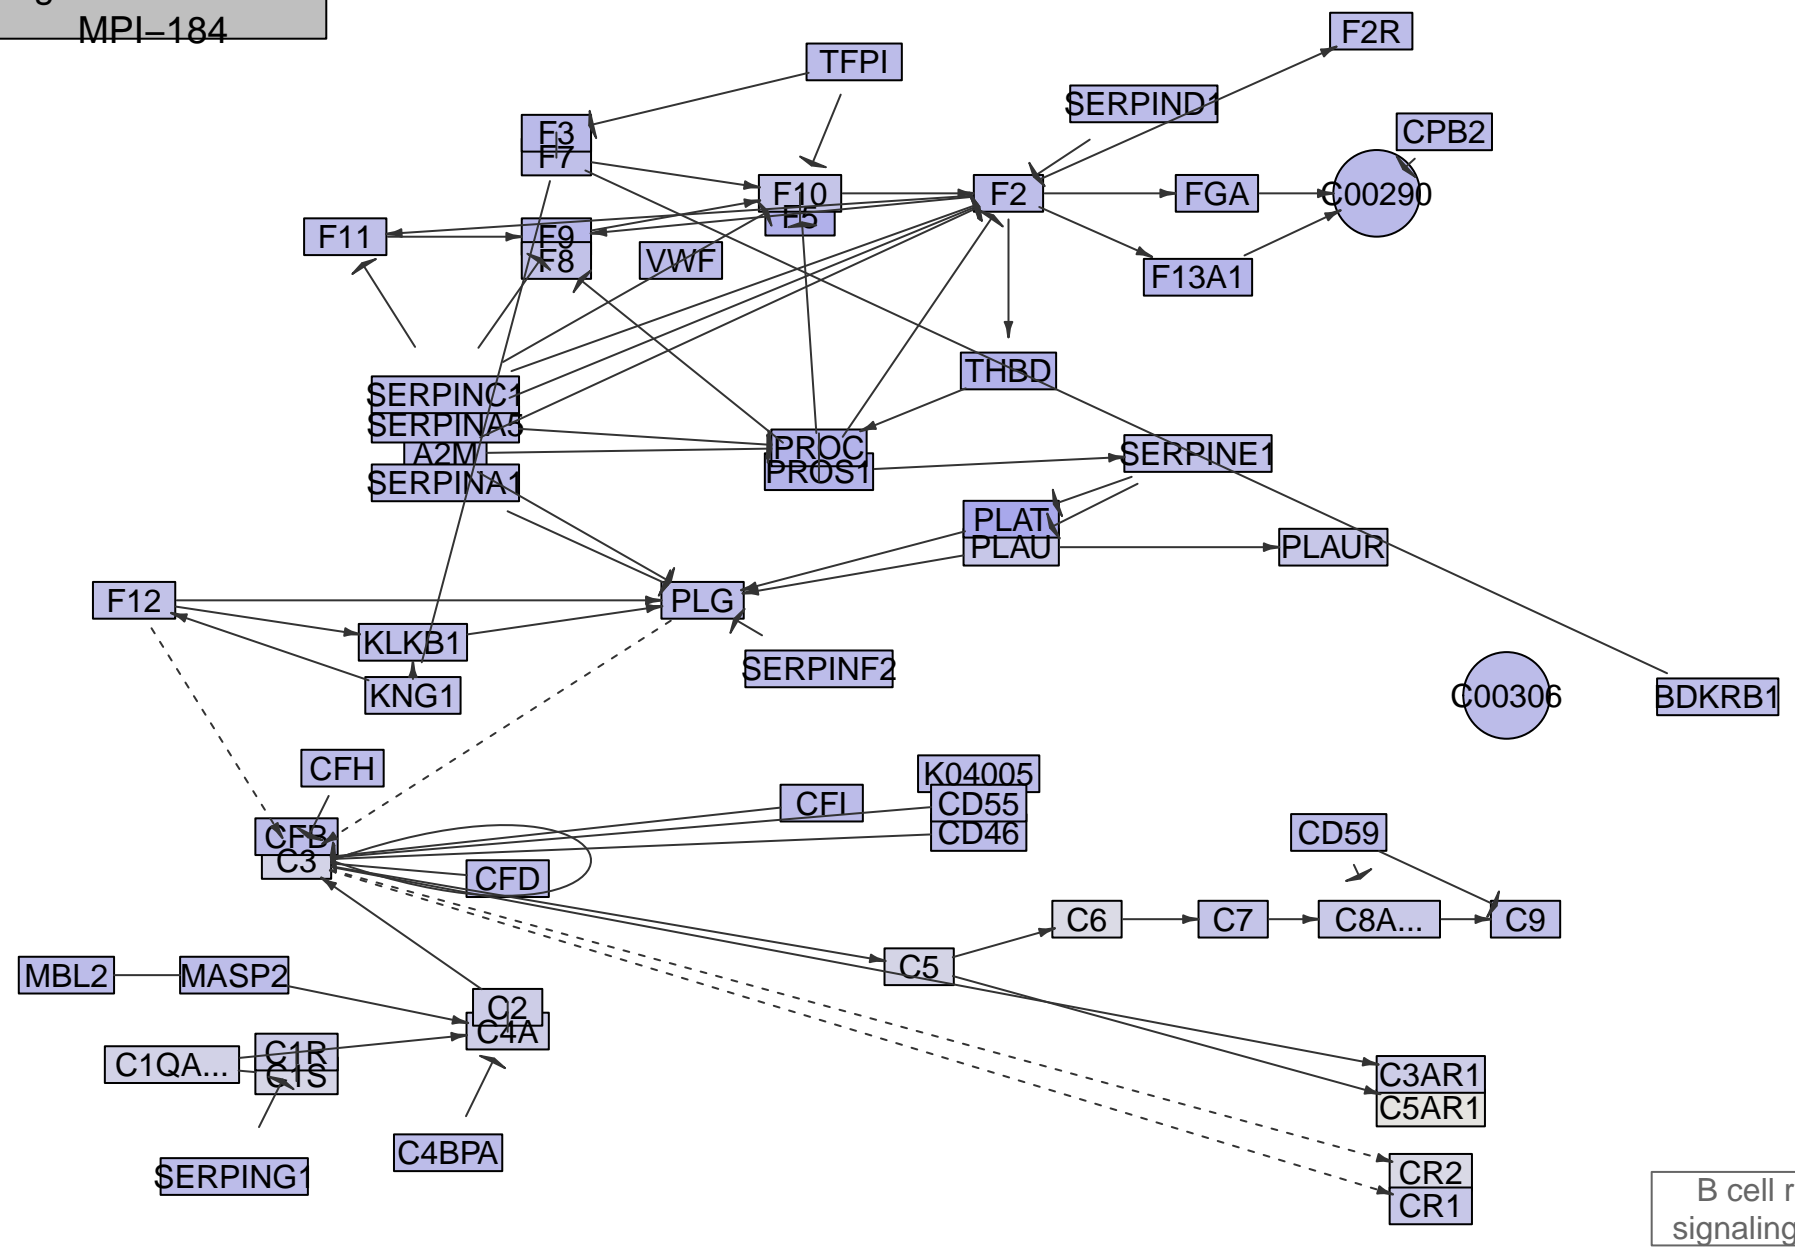 MPI–184
F2R
TFPI
SERPIND1
CPB2
F3
F7
F10
F5
F2
FGA
C00290
F11
F9
F8
VWF
F13A1
THBD
SERPINC1
SERPINA5
A2M
SERPINA1
PROC
PROS1
SERPINE1
PLAT
PLAU
PLAUR
F12
PLG
KLKB1
SERPINF2
KNG1
C00306
BDKRB1
CFH
K04005
CFI
CD55
CD46
CFB
C3
CD59
CFD
C6
C7
C8A...
C9
C5
MBL2
MASP2
C2
C4A
C1QA...
C1R
C1S
C3AR1
C5AR1
C4BPA
SERPING1
CR2
CR1
B cell r
signaling